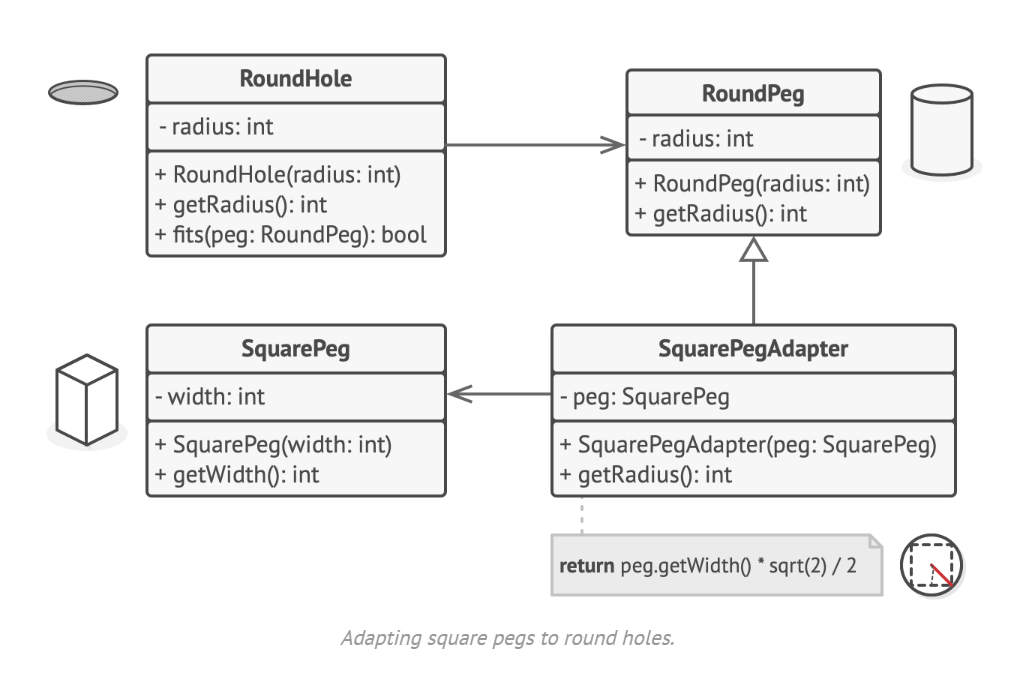 RoundHole
- radius: int
+ RoundHole(radius: int)
+ getRadius(): int
+ fits(peg: RoundPeg): bool
RoundPeg
- radius: int
+ RoundPeg(radius: int)
+ getRadius(): int
SquarePeg
- width: int
+ SquarePeg(width: int)
+ getWidth(): int
SquarePegAdapter
- peg: SquarePeg
+ SquarePegAdapter(peg: SquarePeg)
+ getRadius(): int
return peg.getWidth() * sqrt(2) / 2
Adapting square pegs to round holes.